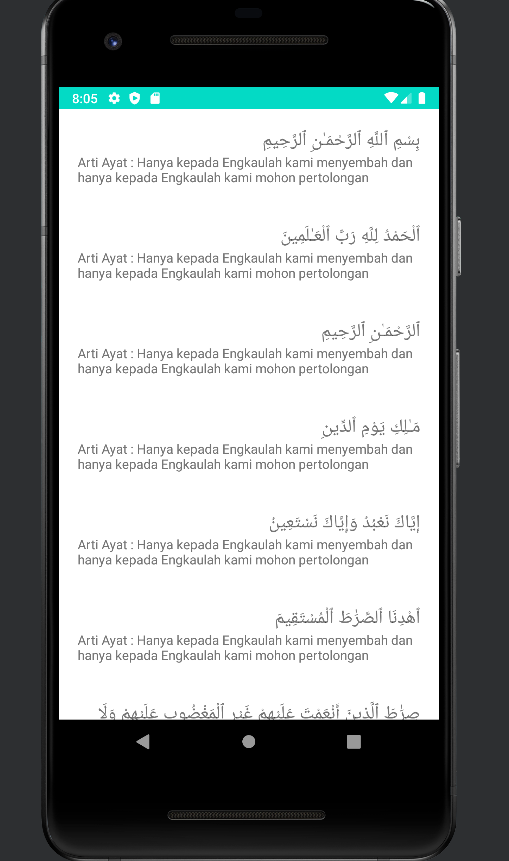 8:05
بِسْمِ ٱللَّهِ ٱلرَّحْمَـٰنِ ٱلرَّحِيمِ
Arti Ayat : Hanya kepada Engkaulah kami menyembah dan
hanya kepada Engkaulah kami mohon pertolongan
ٱلْحَمْدُ لِلَّهِ رَبِّ ٱلْعَـٰلَمِينَ
Arti Ayat : Hanya kepada Engkaulah kami menyembah dan
hanya kepada Engkaulah kami mohon pertolongan
ٱلرَّحْمَـٰنِ ٱلرَّحِيمِ
Arti Ayat : Hanya kepada Engkaulah kami menyembah dan
hanya kepada Engkaulah kami mohon pertolongan
مَـٰلِكِ يَوْمِ ٱلدِّينِ
Arti Ayat : Hanya kepada Engkaulah kami menyembah dan
hanya kepada Engkaulah kami mohon pertolongan
إِيَّاكَ نَعْبُدُ وَإِيَّاكَ نَسْتَعِينُ
Arti Ayat : Hanya kepada Engkaulah kami menyembah dan
hanya kepada Engkaulah kami mohon pertolongan
ٱهْدِنَا ٱلصِّرَٰطَ ٱلْمُسْتَقِيمَ
Arti Ayat : Hanya kepada Engkaulah kami menyembah dan
hanya kepada Engkaulah kami mohon pertolongan
صِرَٰطَ ٱلَّذِينَ أَنْعَمْتَ عَلَيْهِمْ غَيْرِ ٱلْمَغْضُوبِ عَلَيْهِمْ وَلَا